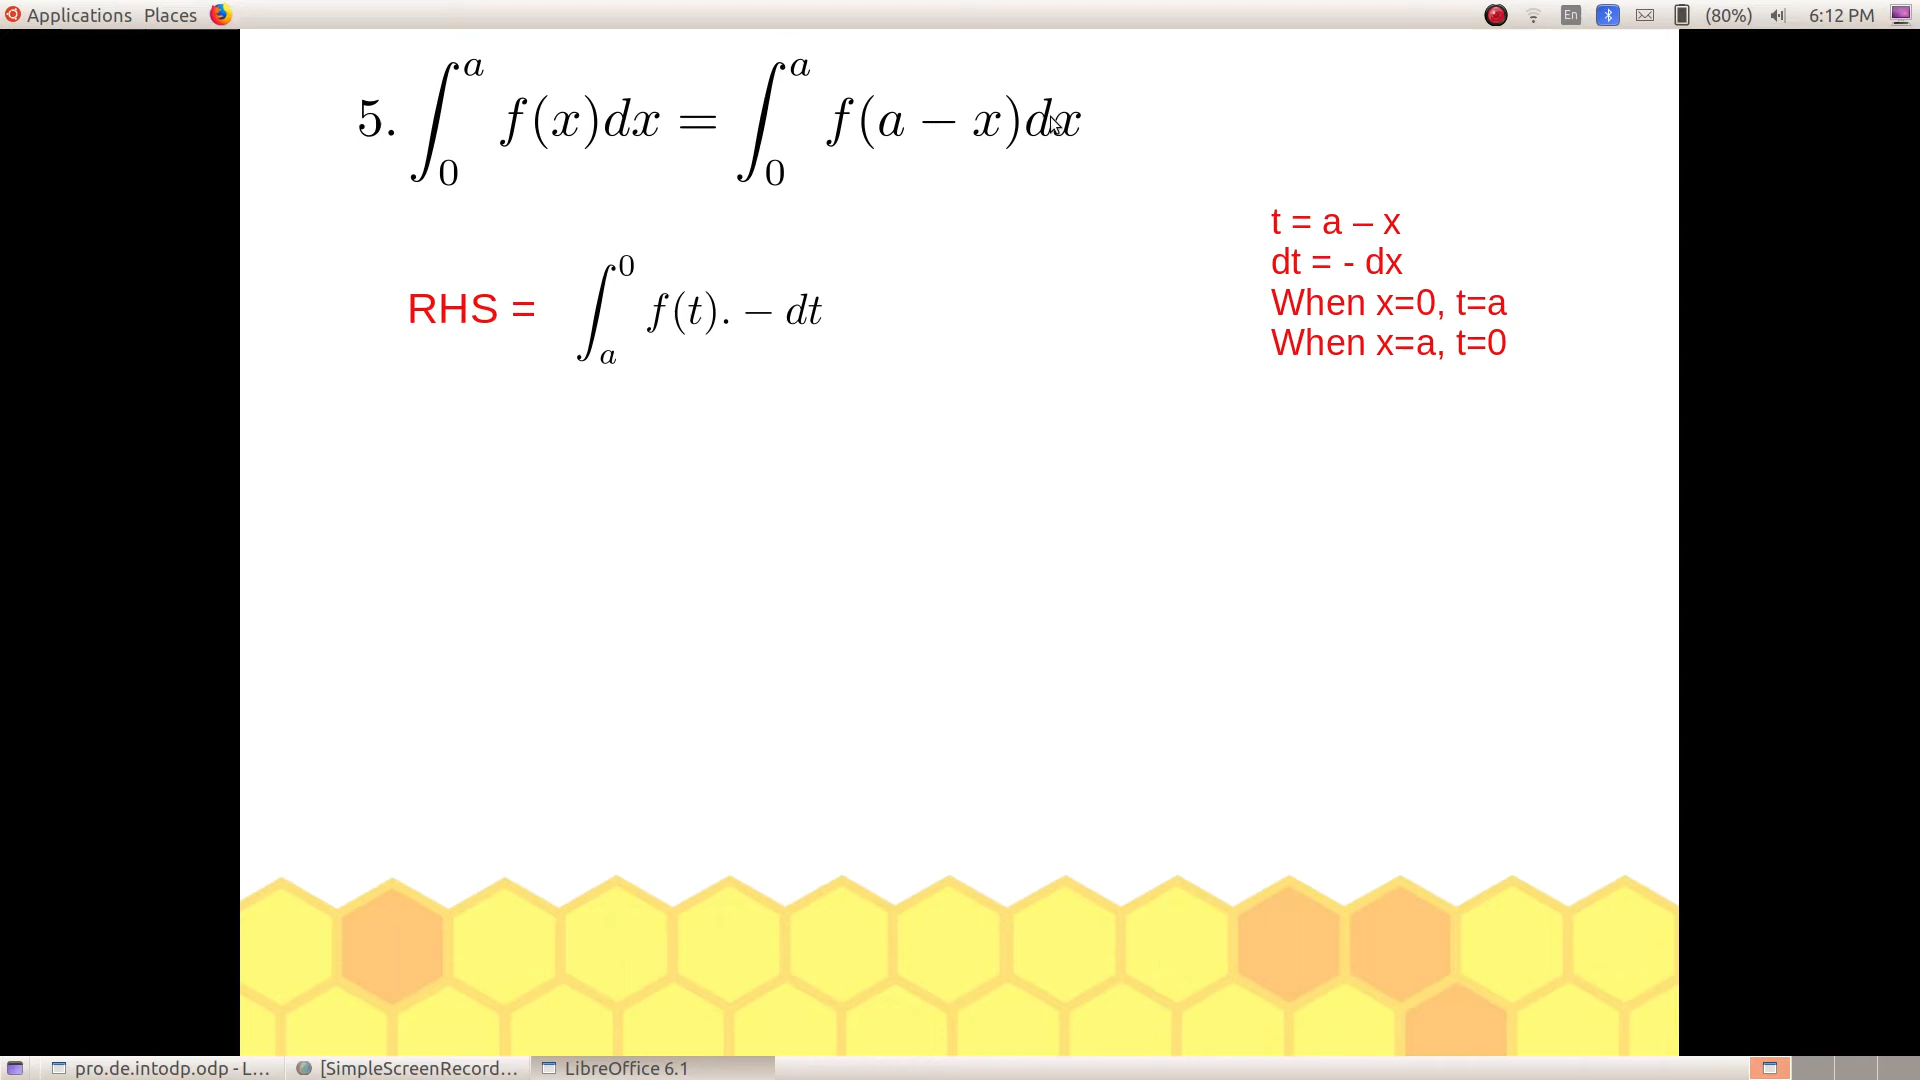 Applications Places En (80%) 6:12 PM
5. ∫₀ᵃ f(x)dx = ∫₀ᵃ f(a − x)dx
t = a – x
dt = - dx
When x=0, t=a
When x=a, t=0
RHS = ∫ₐ⁰ f(t). − dt
pro.de.intodp.odp - L... [SimpleScreenRecord... LibreOffice 6.1